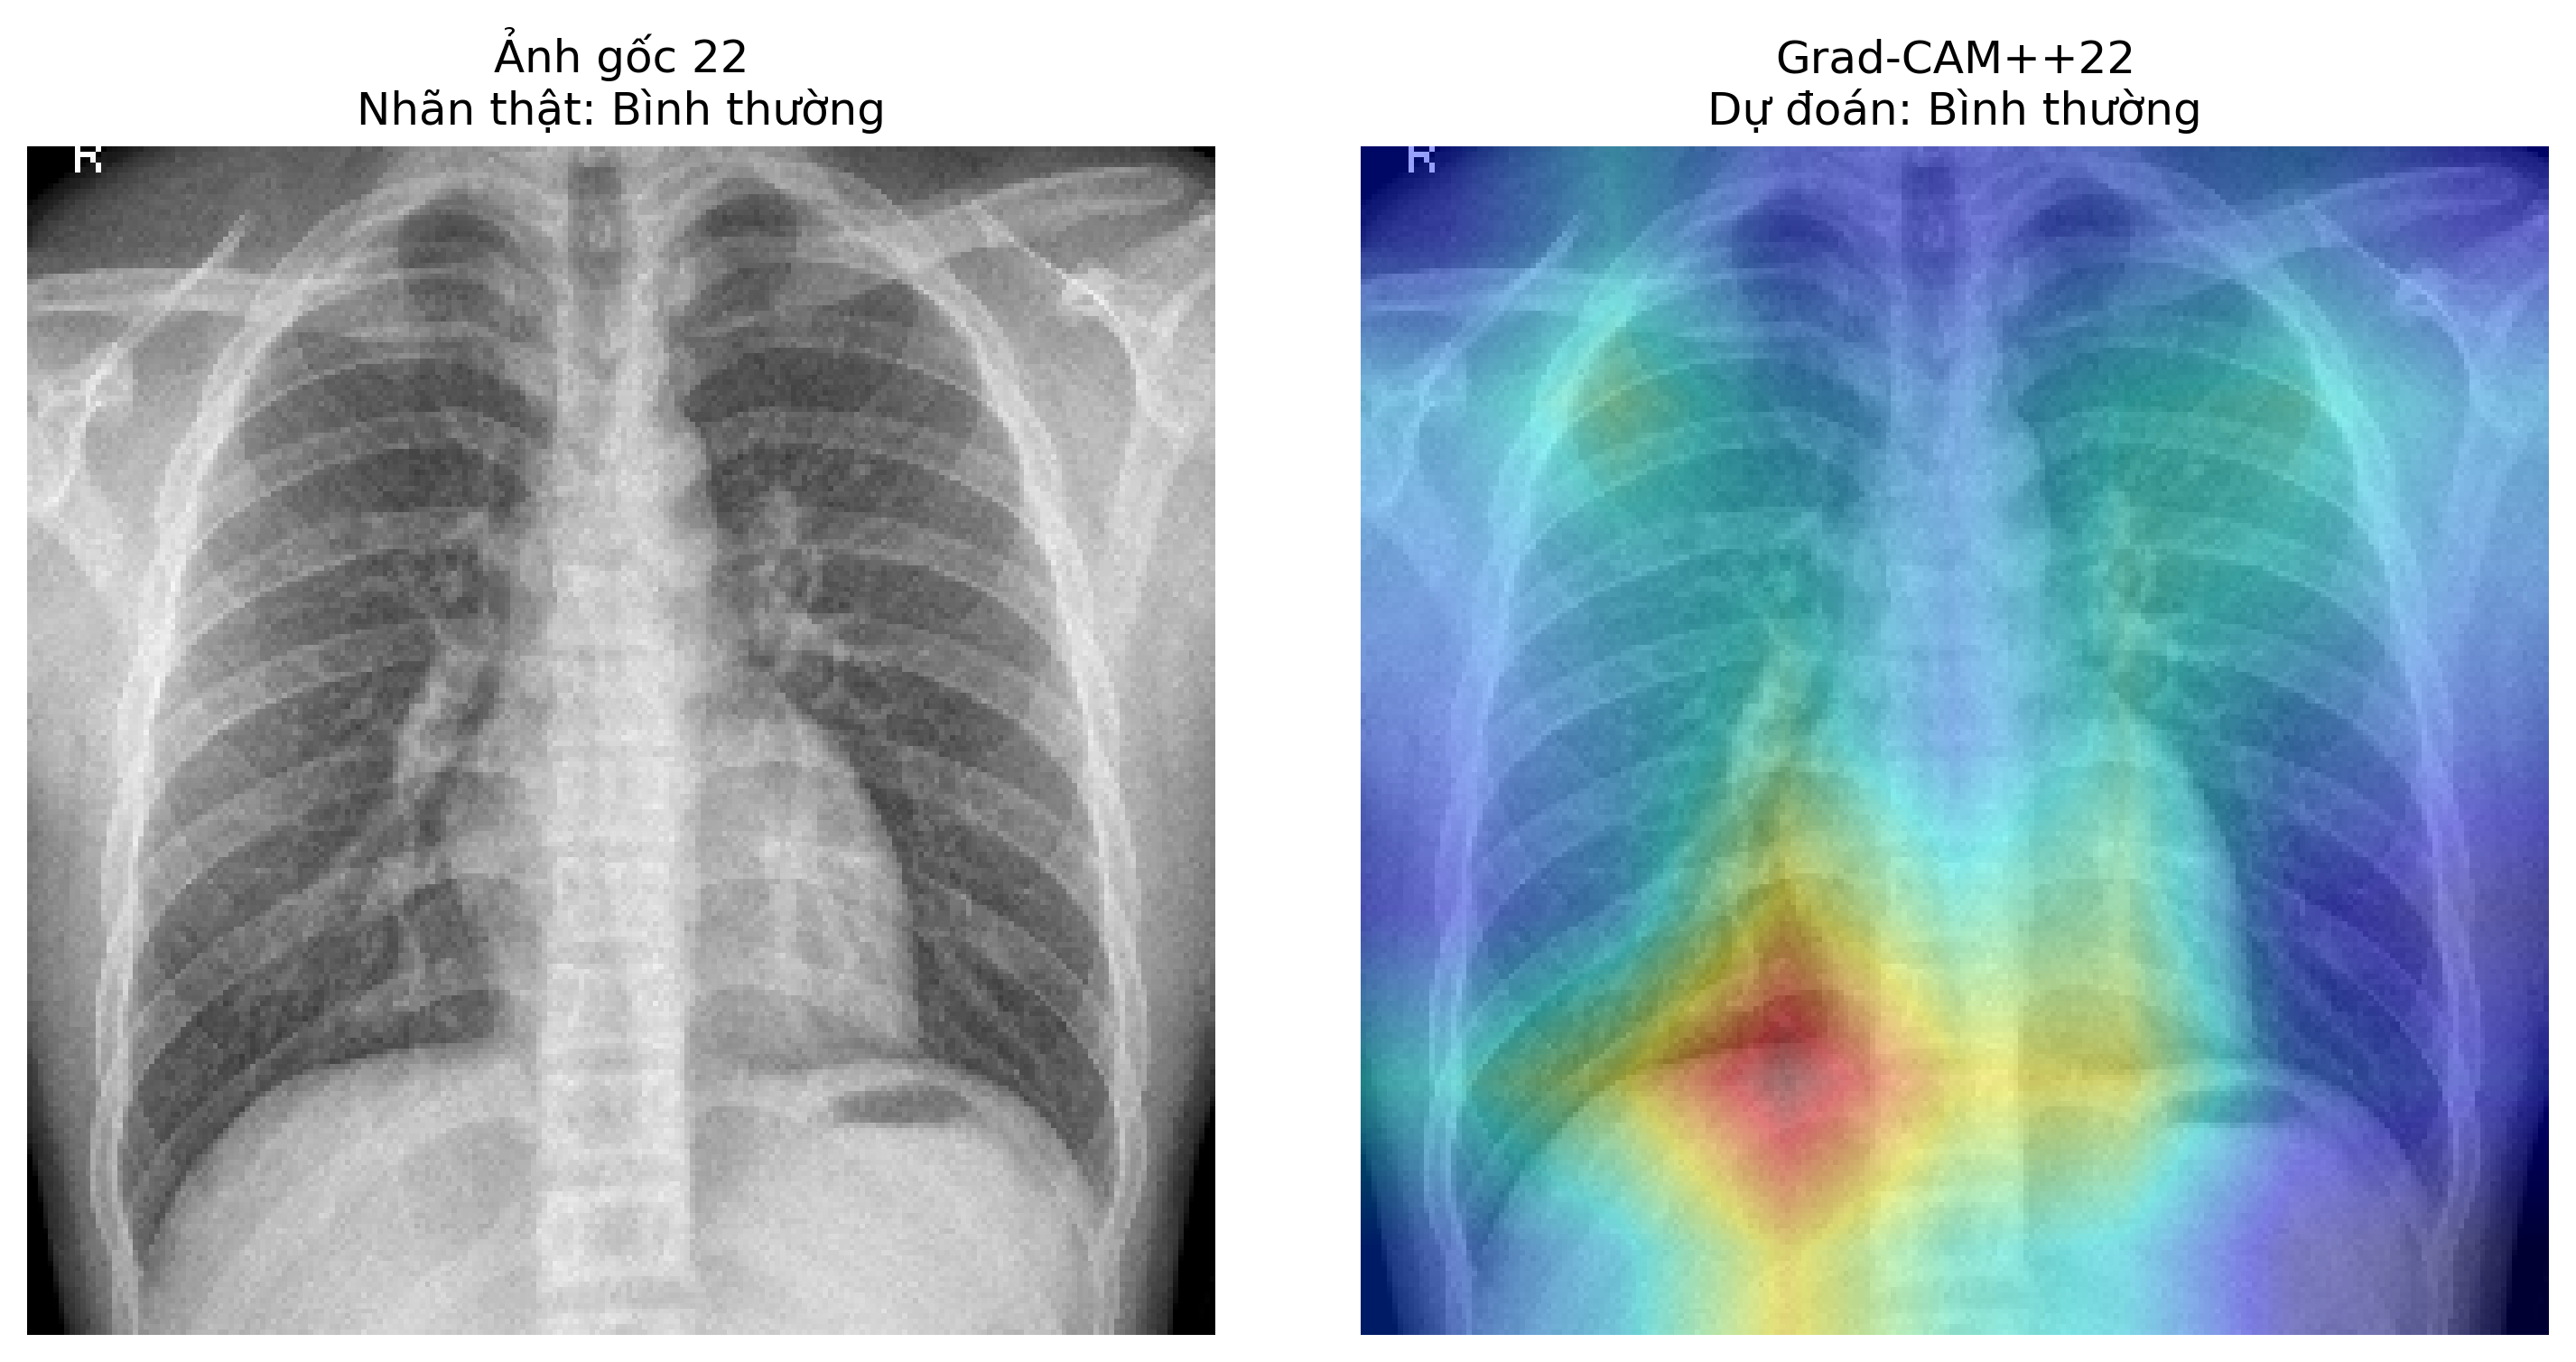 Ảnh gốc 22
Nhãn thật: Bình thường
Grad-CAM++22
Dự đoán: Bình thường
R
R